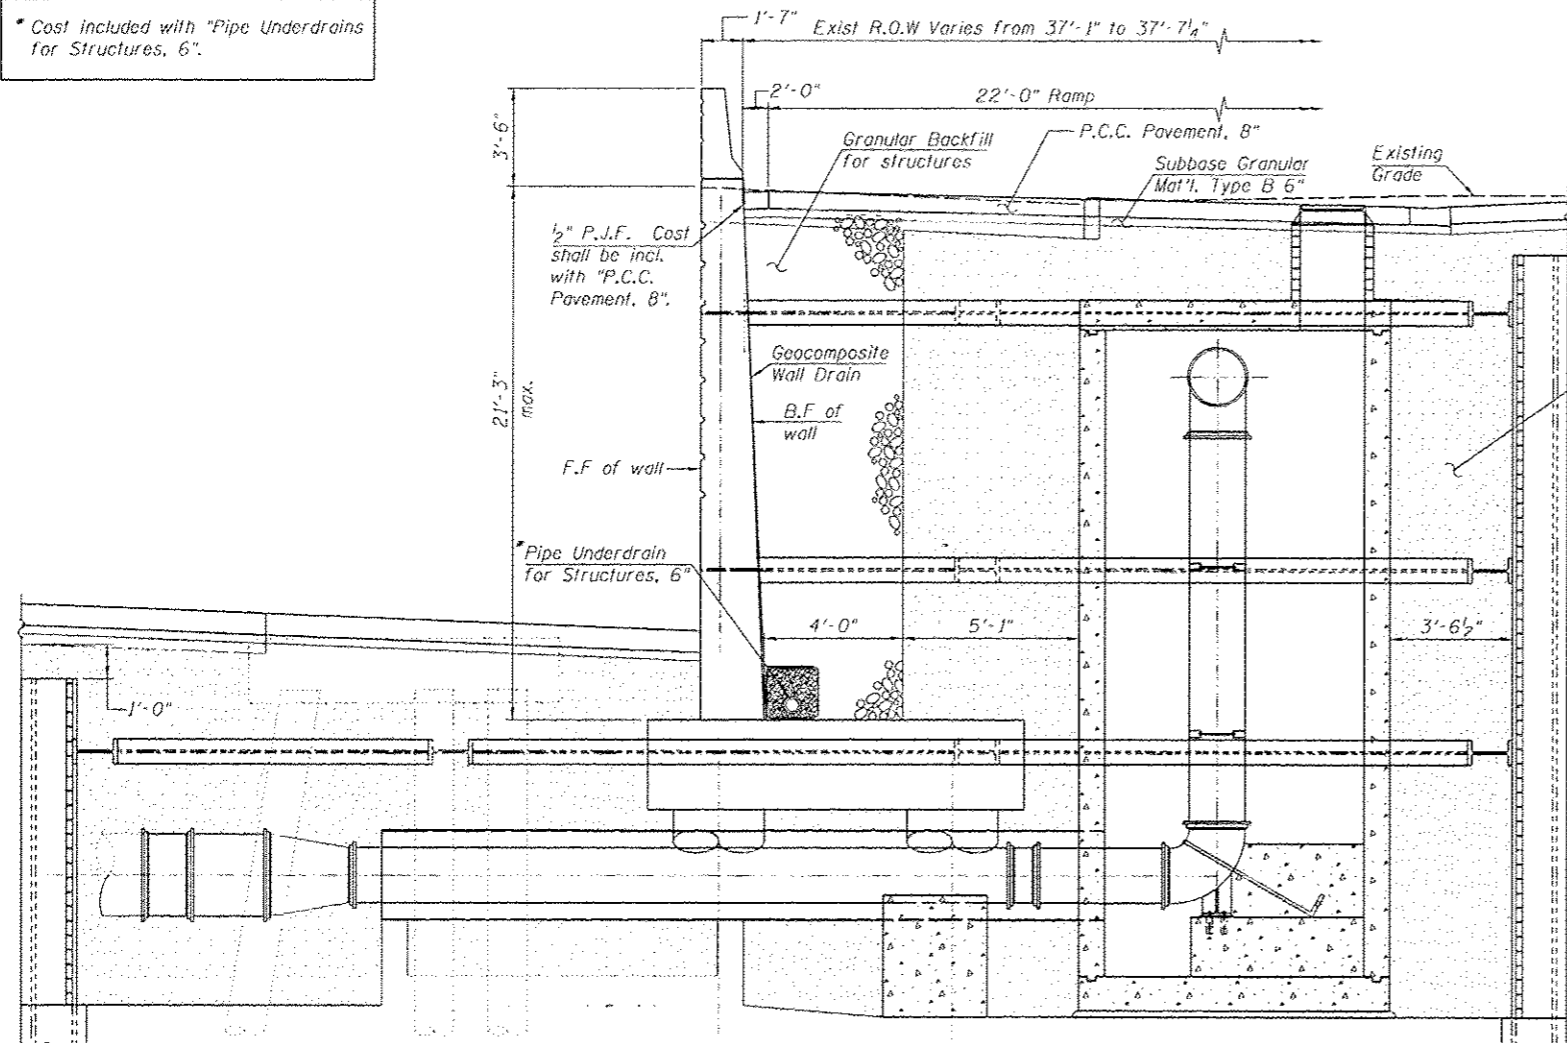 * Cost included with "Pipe Underdrains
for Structures, 6".
1'-7"
Exist R.O.W Varies from 37'-1" to 37'-7¼"
2'-0"
22'-0" Ramp
3'-6"
Granular Backfill
for structures
P.C.C. Pavement, 8"
Subbase Granular
Mat'l. Type B 6"
Existing
Grade
½" P.J.F. Cost
shall be incl.
with "P.C.C.
Pavement, 8".
Geocomposite
Wall Drain
21'-3"
max.
B.F of
wall
F.F of wall
*Pipe Underdrain
for Structures, 6"
4'-0"
5'-1"
3'-6½"
1'-0"